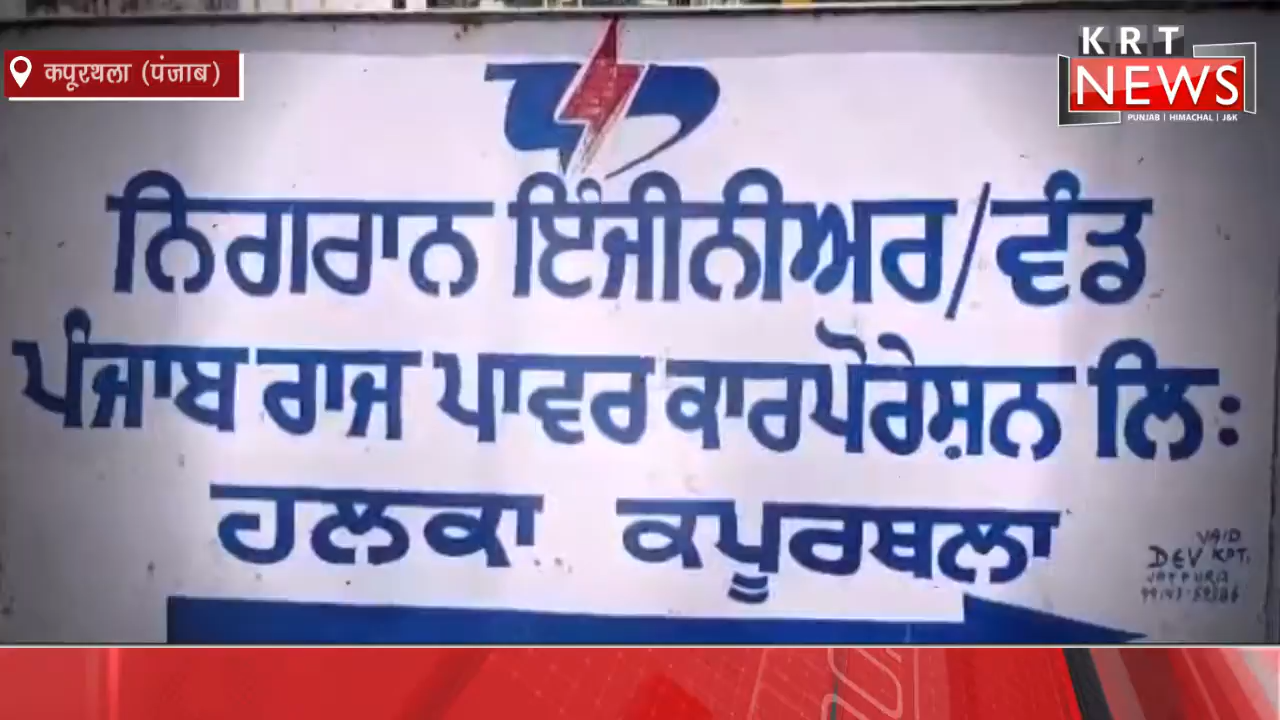 कपूरथला (पंजाब)
KRT
NEWS
PUNJAB | HIMACHAL | J&K
ਨਿਗਰਾਨ ਇੰਜੀਨੀਅਰ/ਵੰਡ
ਪੰਜਾਬ ਰਾਜ ਪਾਵਰ ਕਾਰਪੋਰੇਸ਼ਨ ਲਿ:
ਹਲਕਾ ਕਪੂਰਥਲਾ
VAID
DEV KPT.